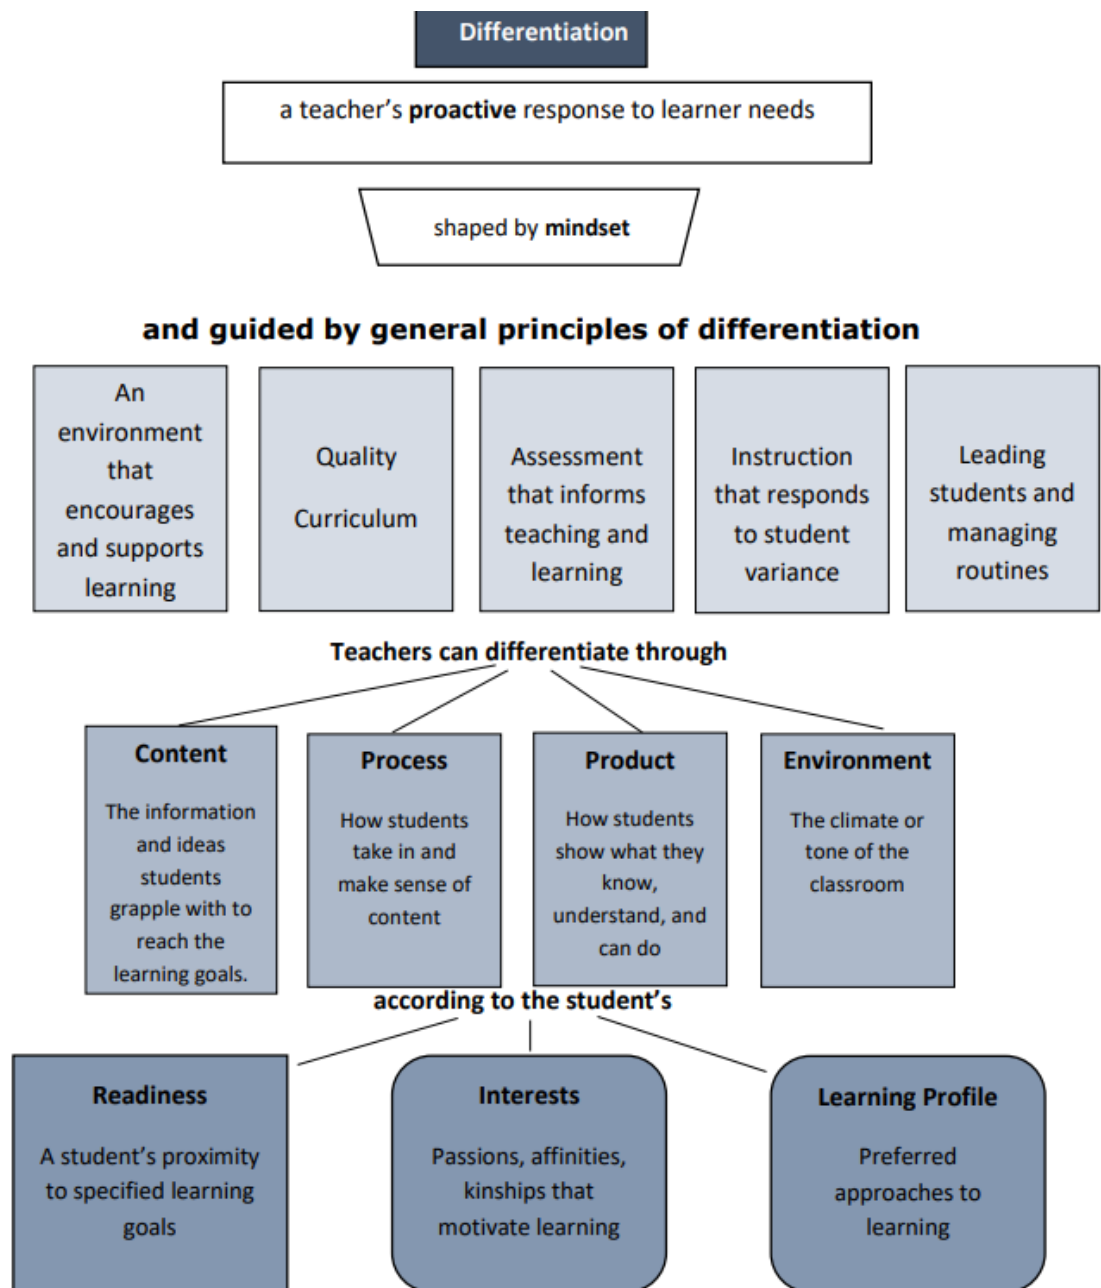 Differentiation
a teacher’s proactive response to learner needs
shaped by mindset
and guided by general principles of differentiation
An
environment
that
encourages
and supports
learning
Quality
Curriculum
Assessment
that informs
teaching and
learning
Instruction
that responds
to student
variance
Leading
students and
managing
routines
Teachers can differentiate through
Content
The information
and ideas
students
grapple with to
reach the
learning goals.
Process
How students
take in and
make sense of
content
Product
How students
show what they
know,
understand, and
can do
Environment
The climate or
tone of the
classroom
according to the student’s
Readiness
A student’s proximity
to specified learning
goals
Interests
Passions, affinities,
kinships that
motivate learning
Learning Profile
Preferred
approaches to
learning